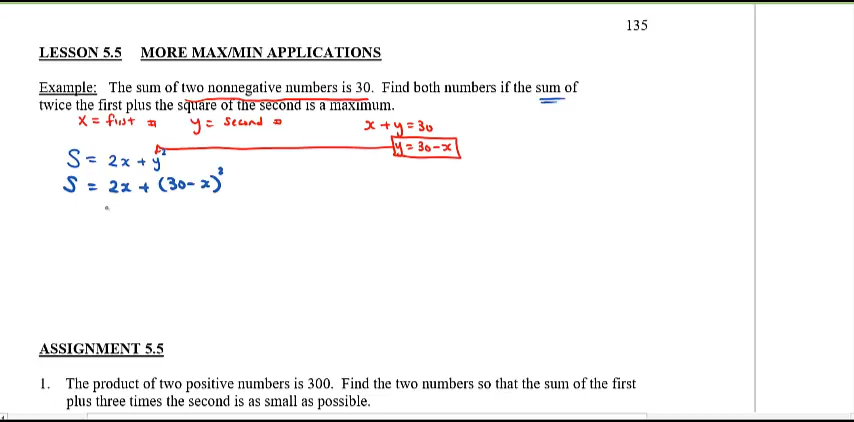 135
LESSON 5.5 MORE MAX/MIN APPLICATIONS
Example: The sum of two nonnegative numbers is 30. Find both numbers if the sum of
twice the first plus the square of the second is a maximum.
x = first # y = second # x + y = 30
y = 30 - x
S = 2x + y²
S = 2x + (30 - x)²
ASSIGNMENT 5.5
1. The product of two positive numbers is 300. Find the two numbers so that the sum of the first
plus three times the second is as small as possible.